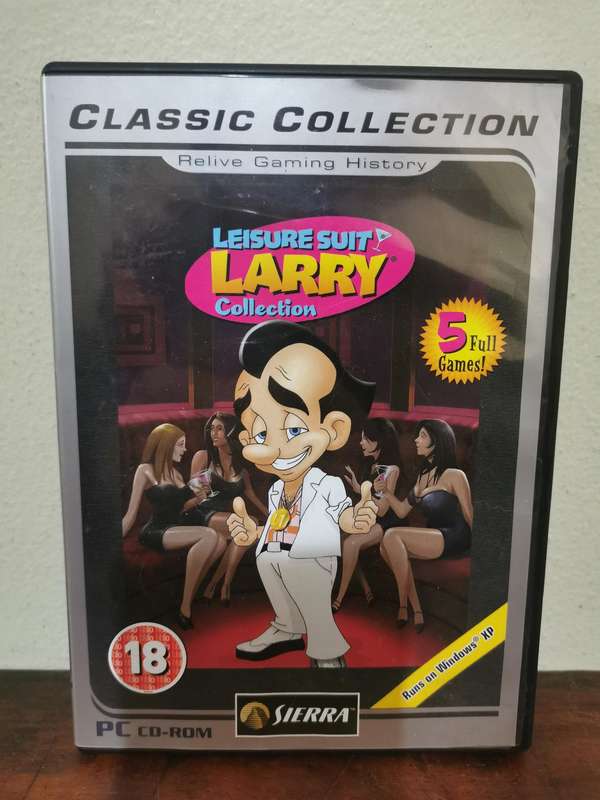 CLASSIC COLLECTION
Relive Gaming History
LEISURE SUIT
LARRY®
Collection
5 Full
Games!
18
Runs on Windows® XP
PC CD-ROM
SIERRA™